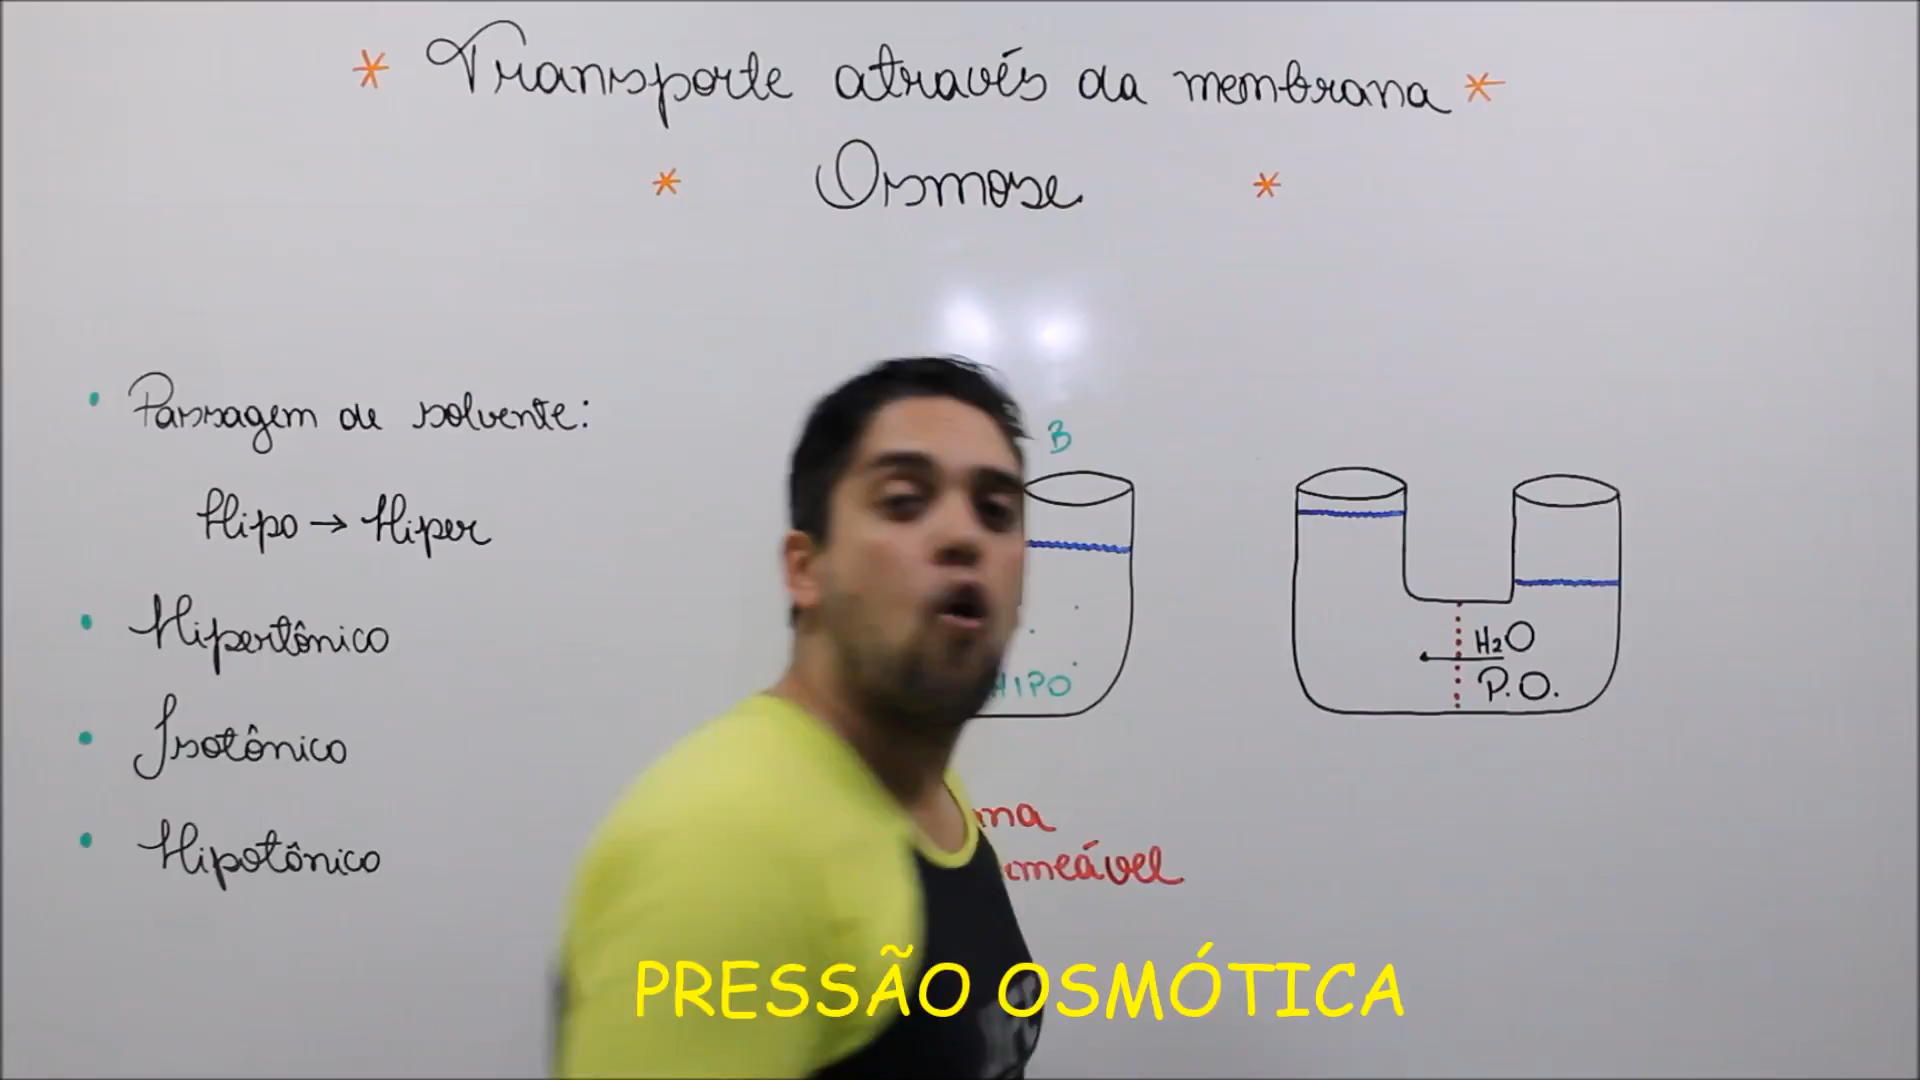 * Transporte através da membrana *
* Osmose *
• Passagem de solvente:
Hipo → Hiper
• Hipertônico
• Isotônico
• Hipotônico
B
HIPO
H2O
P.O.
PRESSÃO OSMÓTICA